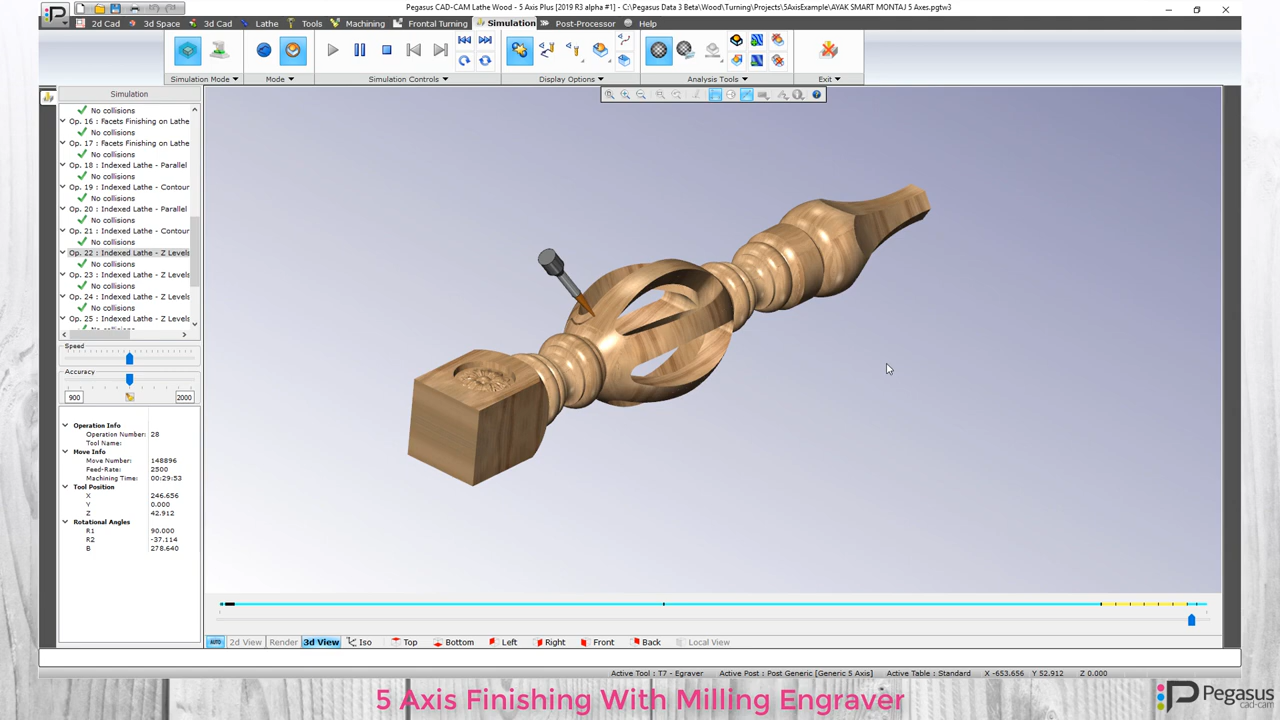 Pegasus CAD-CAM Lathe Wood - 5 Axis Plus [2019 R3 alpha #1] - C:\Pegasus Data 3 Beta\Wood\Turning\Projects\5AxisExample\AYAK SMART MONTAJ 5 Axes.pgtw3
2d Cad 3d Space 3d Cad Lathe Tools Machining Frontal Turning Simulation Post-Processor Help
Simulation Mode Mode Simulation Controls Display Options Analysis Tools Exit
Simulation
No collisions
Op. 16 : Facets Finishing on Lathe
No collisions
Op. 17 : Facets Finishing on Lathe
No collisions
Op. 18 : Indexed Lathe - Parallel
No collisions
Op. 19 : Indexed Lathe - Contour
No collisions
Op. 20 : Indexed Lathe - Parallel
No collisions
Op. 21 : Indexed Lathe - Contour
No collisions
Op. 22 : Indexed Lathe - Z Levels
No collisions
Op. 23 : Indexed Lathe - Z Levels
No collisions
Op. 24 : Indexed Lathe - Z Levels
No collisions
Op. 25 : Indexed Lathe - Z Levels
Speed
Accuracy
900 2000
Operation Info
Operation Number: 28
Tool Name:
Move Info
Move Number: 148896
Feed-Rate: 2500
Machining Time: 00:29:53
Tool Position
X 246.656
Y 0.000
Z 42.912
Rotational Angles
R1 90.000
R2 -37.114
B 278.640
AUTO 2d View Render 3d View Iso Top Bottom Left Right Front Back Local View
Active Tool : T7 - Egraver Active Post : Post Generic [Generic 5 Axis] Active Table : Standard X -653.656 Y 52.912 Z 0.000
5 Axis Finishing With Milling Engraver
Pegasus
cad-cam